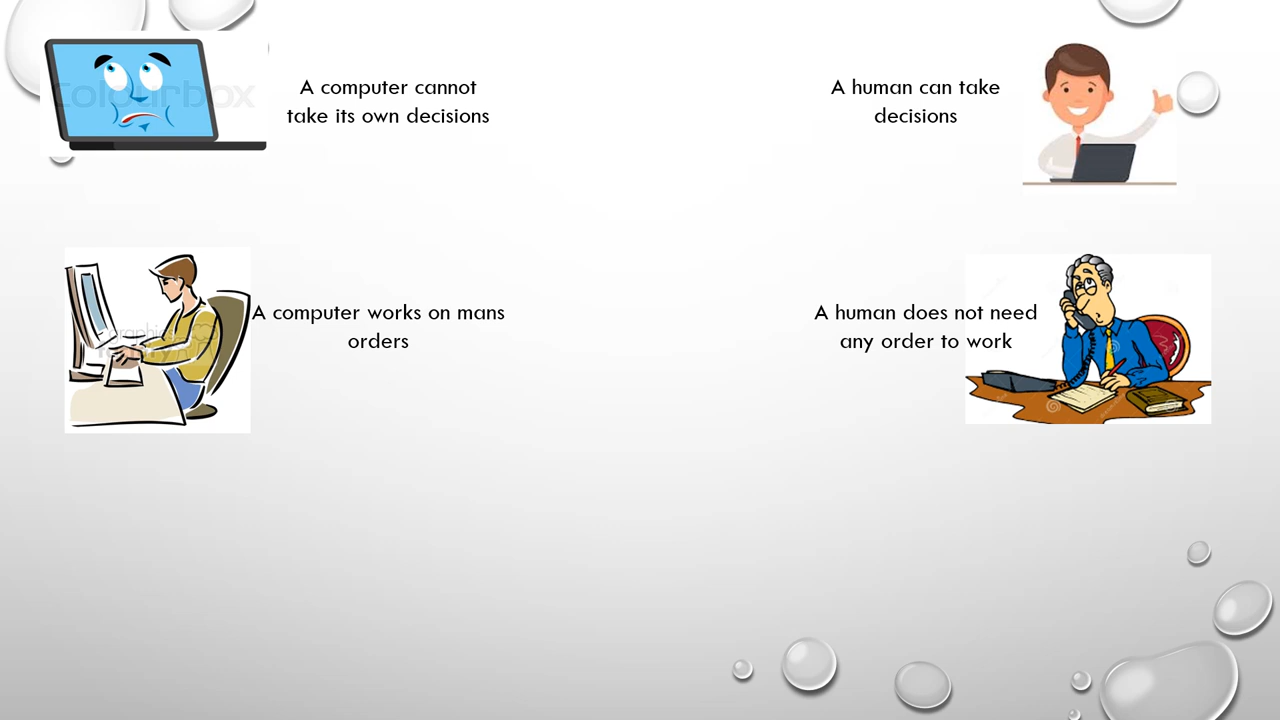 A computer cannot
take its own decisions
A human can take
decisions
A computer works on mans
orders
A human does not need
any order to work